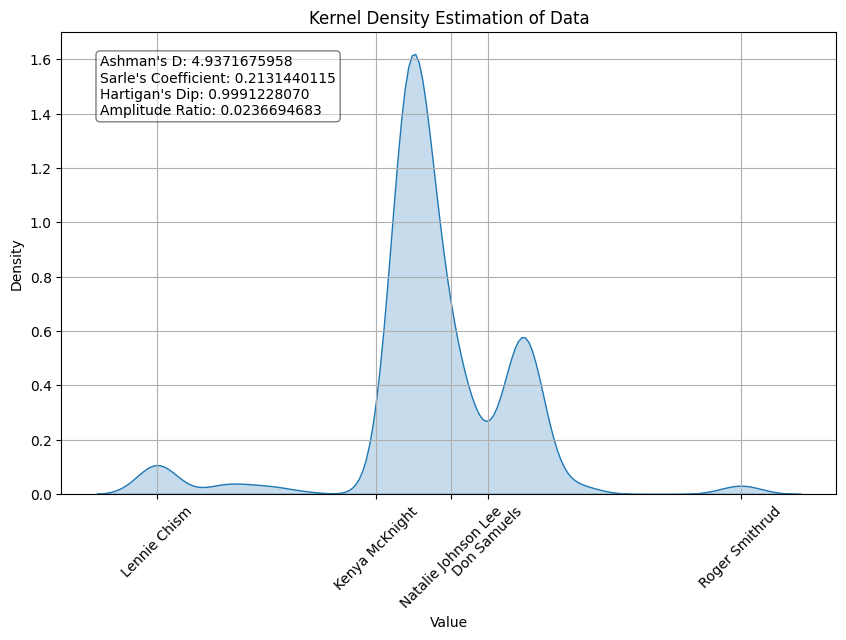 Kernel Density Estimation of Data
Ashman's D: 4.9371675958
Sarle's Coefficient: 0.2131440115
Hartigan's Dip: 0.9991228070
Amplitude Ratio: 0.0236694683
Density
1.6
1.4
1.2
1.0
0.8
0.6
0.4
0.2
0.0
Lennie Chism
Kenya McKnight
Natalie Johnson Lee
Don Samuels
Roger Smithrud
Value